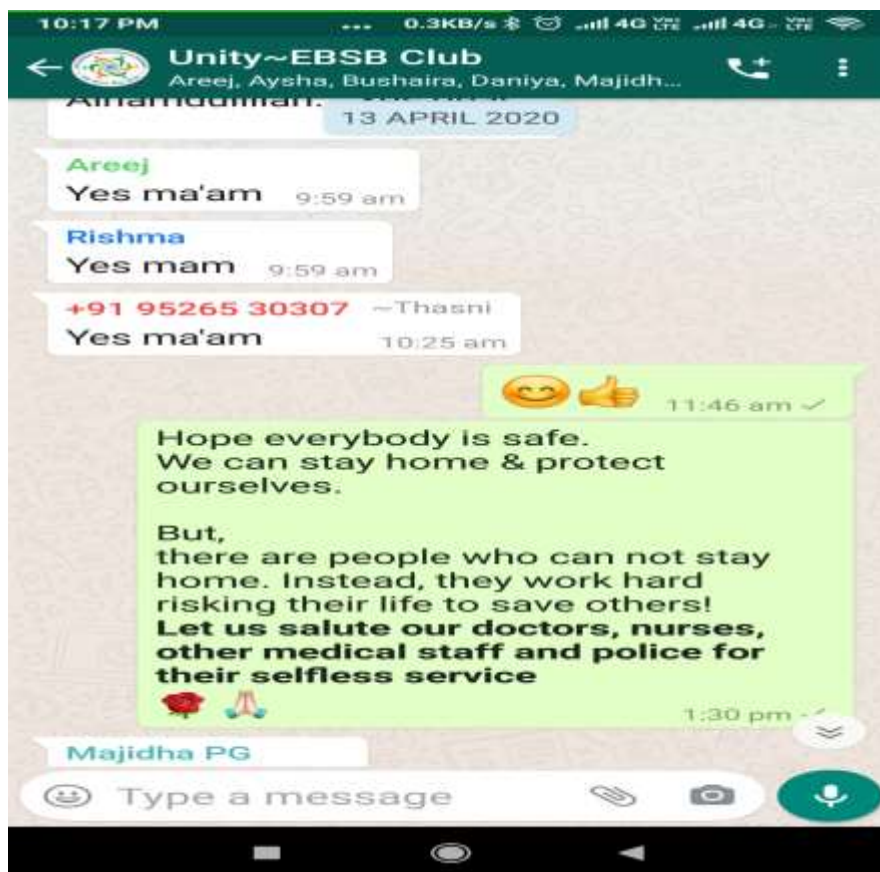 10:17 PM ... 0.3KB/s 4G VoLTE 4G VoLTE
Unity~EBSB Club
Areej, Aysha, Bushaira, Daniya, Majidh...
13 APRIL 2020
Areej
Yes ma'am 9:59 am
Rishma
Yes mam 9:59 am
+91 95265 30307 ~Thasni
Yes ma'am 10:25 am
😊👍 11:46 am
Hope everybody is safe.
We can stay home & protect
ourselves.
But,
there are people who can not stay
home. Instead, they work hard
risking their life to save others!
Let us salute our doctors, nurses,
other medical staff and police for
their selfless service
🌹 🙏 1:30 pm
Majidha PG
Type a message